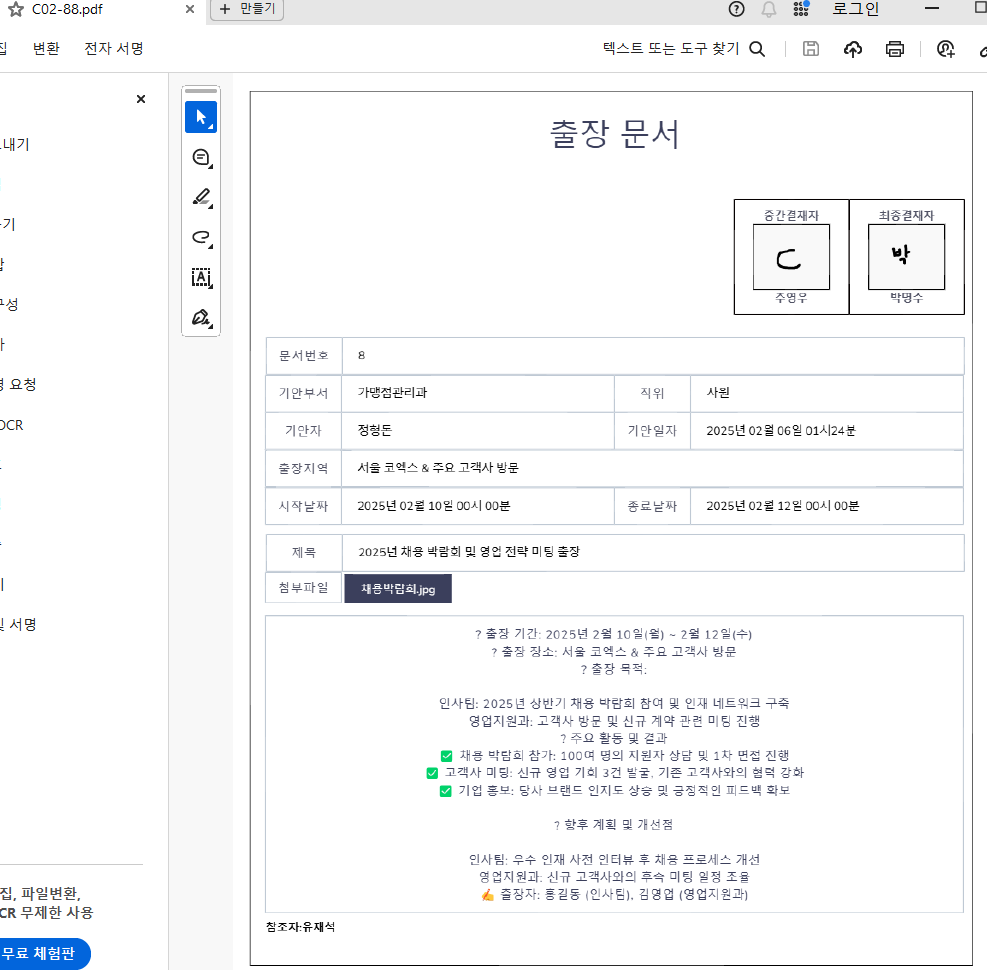 C02-88.pdf
만들기
로그인
집
변환
전자 서명
텍스트 또는 도구 찾기
내기
기
구성
요청
OCR
및 서명
집, 파일변환,
CR 무제한 사용
무료 체험판
출장 문서
중간결재자
최종결재자
ㄷ
박
주영우
박명수
문서번호
8
기안부서
가맹점관리과
직위
사원
기안자
정형돈
기안일자
2025년 02월 06일 01시24분
출장지역
서울 코엑스 & 주요 고객사 방문
시작날짜
2025년 02월 10일 00시 00분
종료날짜
2025년 02월 12일 00시 00분
제목
2025년 채용 박람회 및 영업 전략 미팅 출장
첨부파일
채용박람회.jpg
? 출장 기간: 2025년 2월 10일(월) ~ 2월 12일(수)
? 출장 장소: 서울 코엑스 & 주요 고객사 방문
? 출장 목적:
인사팀: 2025년 상반기 채용 박람회 참여 및 인재 네트워크 구축
영업지원과: 고객사 방문 및 신규 계약 관련 미팅 진행
? 주요 활동 및 결과
✅ 채용 박람회 참가: 100여 명의 지원자 상담 및 1차 면접 진행
✅ 고객사 미팅: 신규 영업 기회 3건 발굴, 기존 고객사와의 협력 강화
✅ 기업 홍보: 당사 브랜드 인지도 상승 및 긍정적인 피드백 확보
? 향후 계획 및 개선점
인사팀: 우수 인재 사전 인터뷰 후 채용 프로세스 개선
영업지원과: 신규 고객사와의 후속 미팅 일정 조율
✍ 출장자: 홍길동 (인사팀), 김영업 (영업지원과)
참조자:유재석